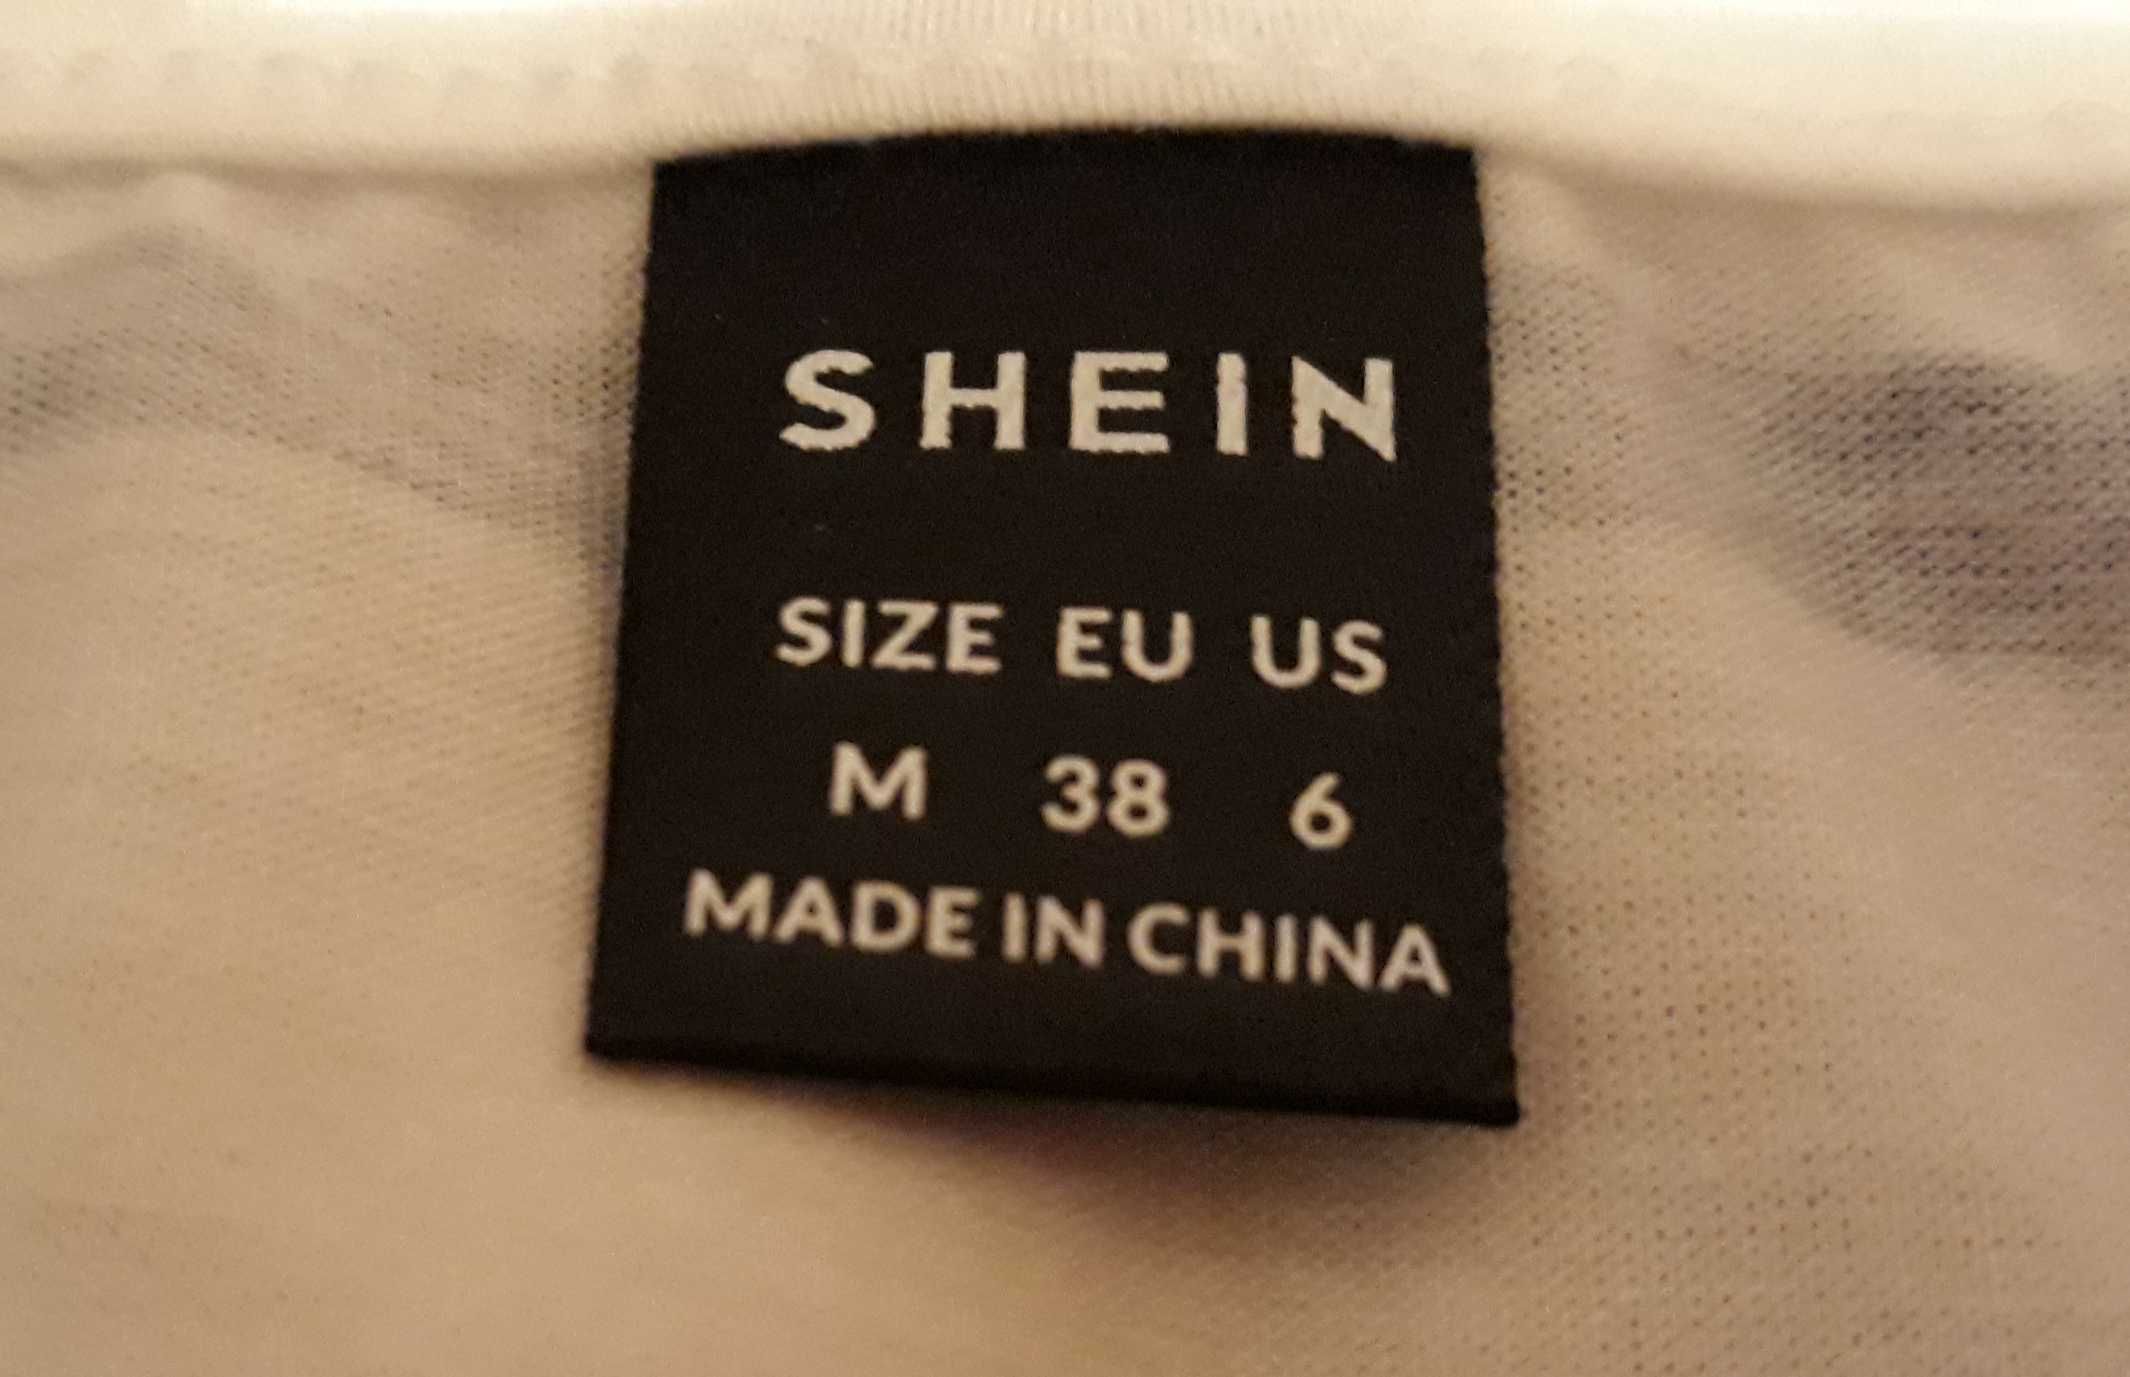 SHEIN
SIZE EU US
M 38 6
MADE IN CHINA